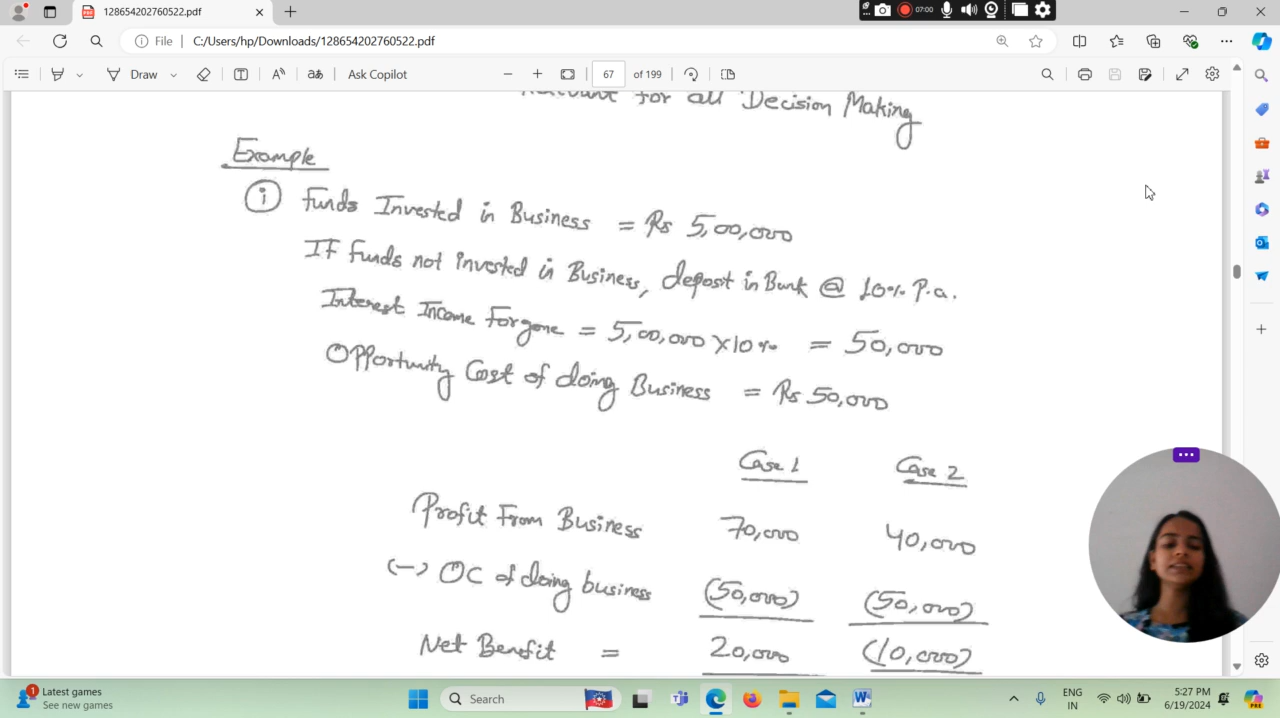 128654202760522.pdf
07:00
File
C:/Users/hp/Downloads/128654202760522.pdf
Draw
Ask Copilot
67 of 199
Account for all Decision Making
Example
(i) Funds Invested in Business = Rs 5,00,000
If Funds not Invested in Business, deposit in Bank @ 10% P.a.
Interest Income Forgone = 5,00,000 X 10% = 50,000
Opportunity Cost of doing Business = Rs 50,000
Case 1 Case 2
Profit From Business 70,000 40,000
(-) OC of doing business (50,000) (50,000)
Net Benefit = 20,000 (10,000)
1 Latest games
See new games
Search
ENG
IN
5:27 PM
6/19/2024